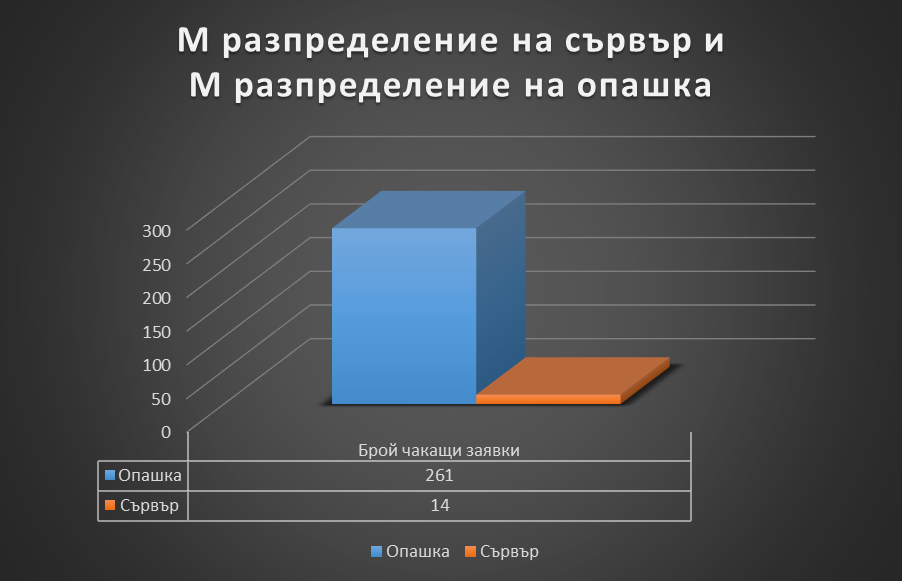 М разпределение на сървър и
М разпределение на опашка
300
250
200
150
100
50
0
Брой чакащи заявки
Опашка 261
Сървър 14
Опашка Сървър